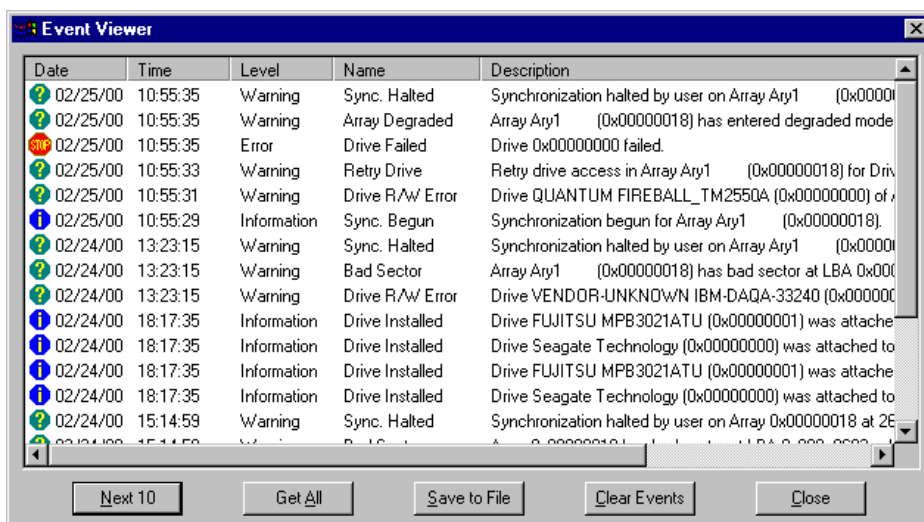 Event Viewer
Date Time Level Name Description
02/25/00 10:55:35 Warning Sync. Halted Synchronization halted by user on Array Ary1 (0x0000
02/25/00 10:55:35 Warning Array Degraded Array Ary1 (0x00000018) has entered degraded mode
STOP 02/25/00 10:55:35 Error Drive Failed Drive 0x00000000 failed.
02/25/00 10:55:33 Warning Retry Drive Retry drive access in Array Ary1 (0x00000018) for Driv
02/25/00 10:55:31 Warning Drive R/W Error Drive QUANTUM FIREBALL_TM2550A (0x00000000) of
02/25/00 10:55:29 Information Sync. Begun Synchronization begun for Array Ary1 (0x00000018).
02/24/00 13:23:15 Warning Sync. Halted Synchronization halted by user on Array Ary1 (0x0000
02/24/00 13:23:15 Warning Bad Sector Array Ary1 (0x00000018) has bad sector at LBA 0x000
02/24/00 13:23:15 Warning Drive R/W Error Drive VENDOR-UNKNOWN IBM-DAQA-33240 (0x000000
02/24/00 18:17:35 Information Drive Installed Drive FUJITSU MPB3021ATU (0x00000001) was attache
02/24/00 18:17:35 Information Drive Installed Drive Seagate Technology (0x00000000) was attached to
02/24/00 18:17:35 Information Drive Installed Drive FUJITSU MPB3021ATU (0x00000001) was attache
02/24/00 18:17:35 Information Drive Installed Drive Seagate Technology (0x00000000) was attached to
02/24/00 15:14:59 Warning Sync. Halted Synchronization halted by user on Array 0x00000018 at 2E
Next 10 Get All Save to File Clear Events Close